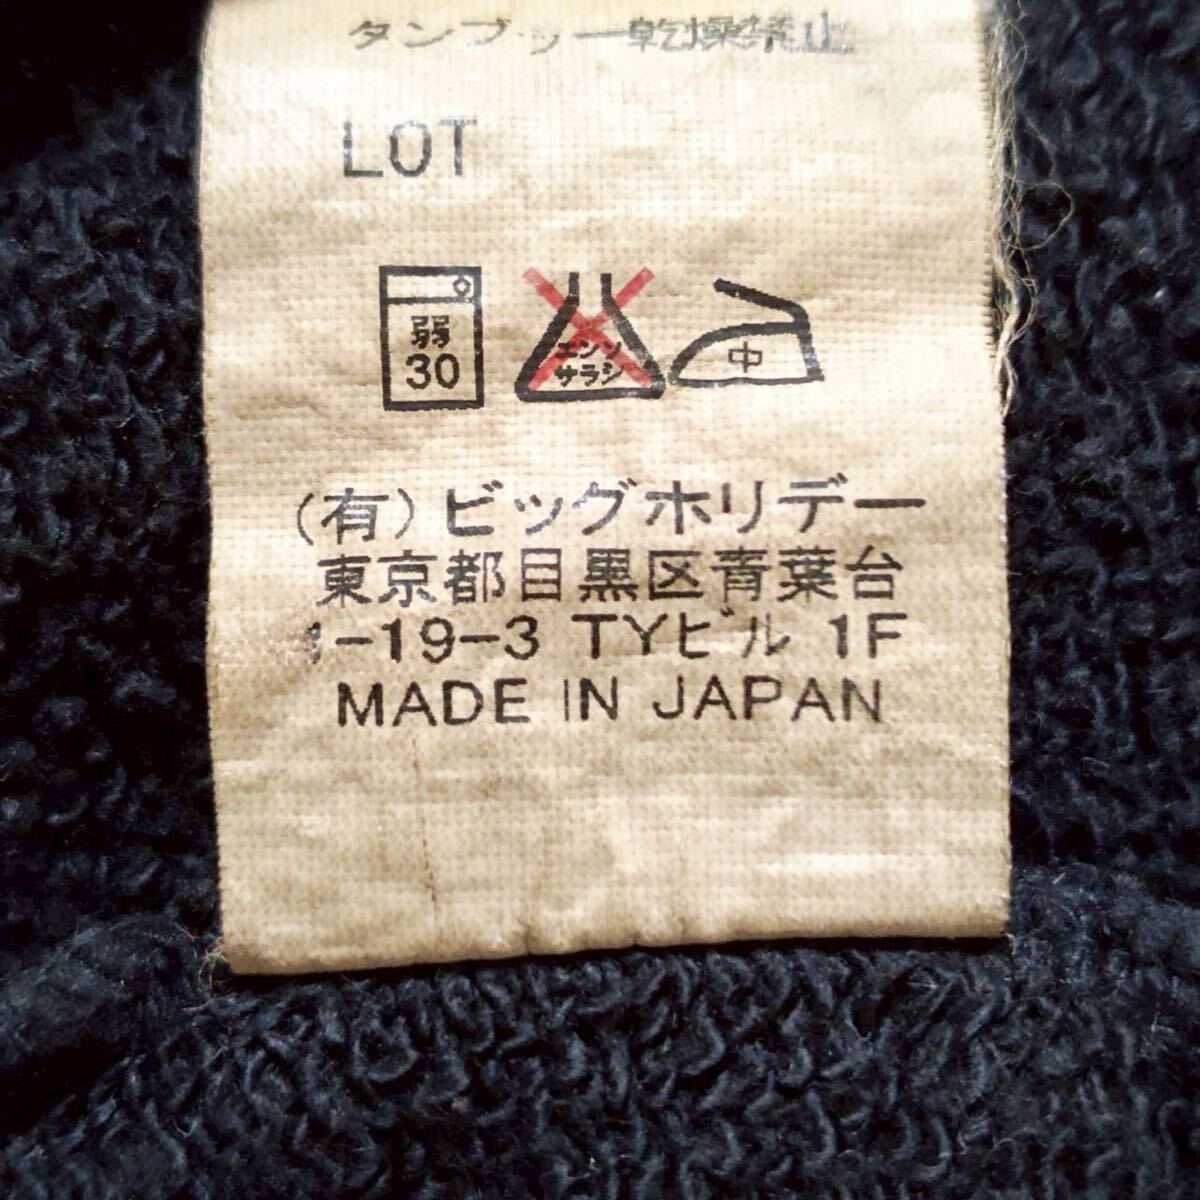 タンブラー乾燥禁止
LOT
弱
30
エンソ
サラシ
中
(有)ビッグホリデー
東京都目黒区青葉台
1-19-3 TYビル 1F
MADE IN JAPAN